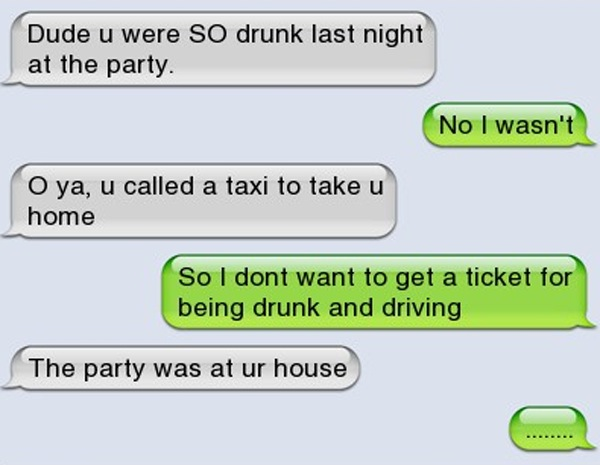 Dude u were SO drunk last night
at the party.
No I wasn't
O ya, u called a taxi to take u
home
So I dont want to get a ticket for
being drunk and driving
The party was at ur house
........